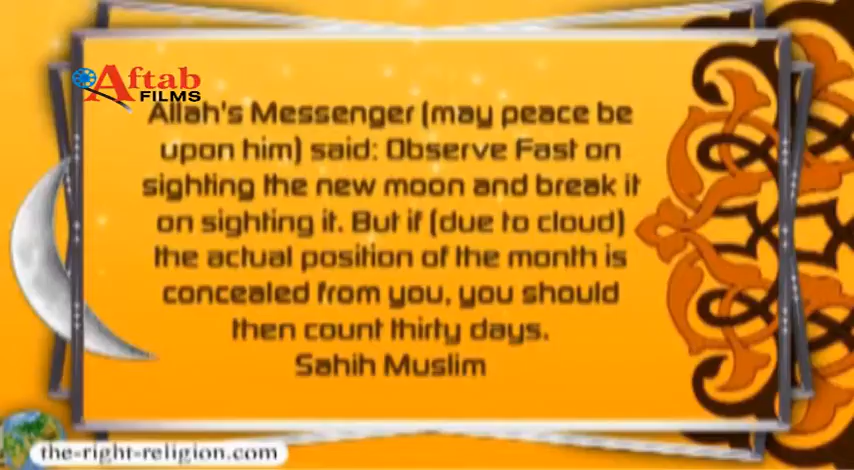 Aftab
FILMS
Allah's Messenger (may peace be
upon him) said: Observe Fast on
sighting the new moon and break it
on sighting it. But if (due to cloud)
the actual position of the month is
concealed from you, you should
then count thirty days.
Sahih Muslim
the-right-religion.com